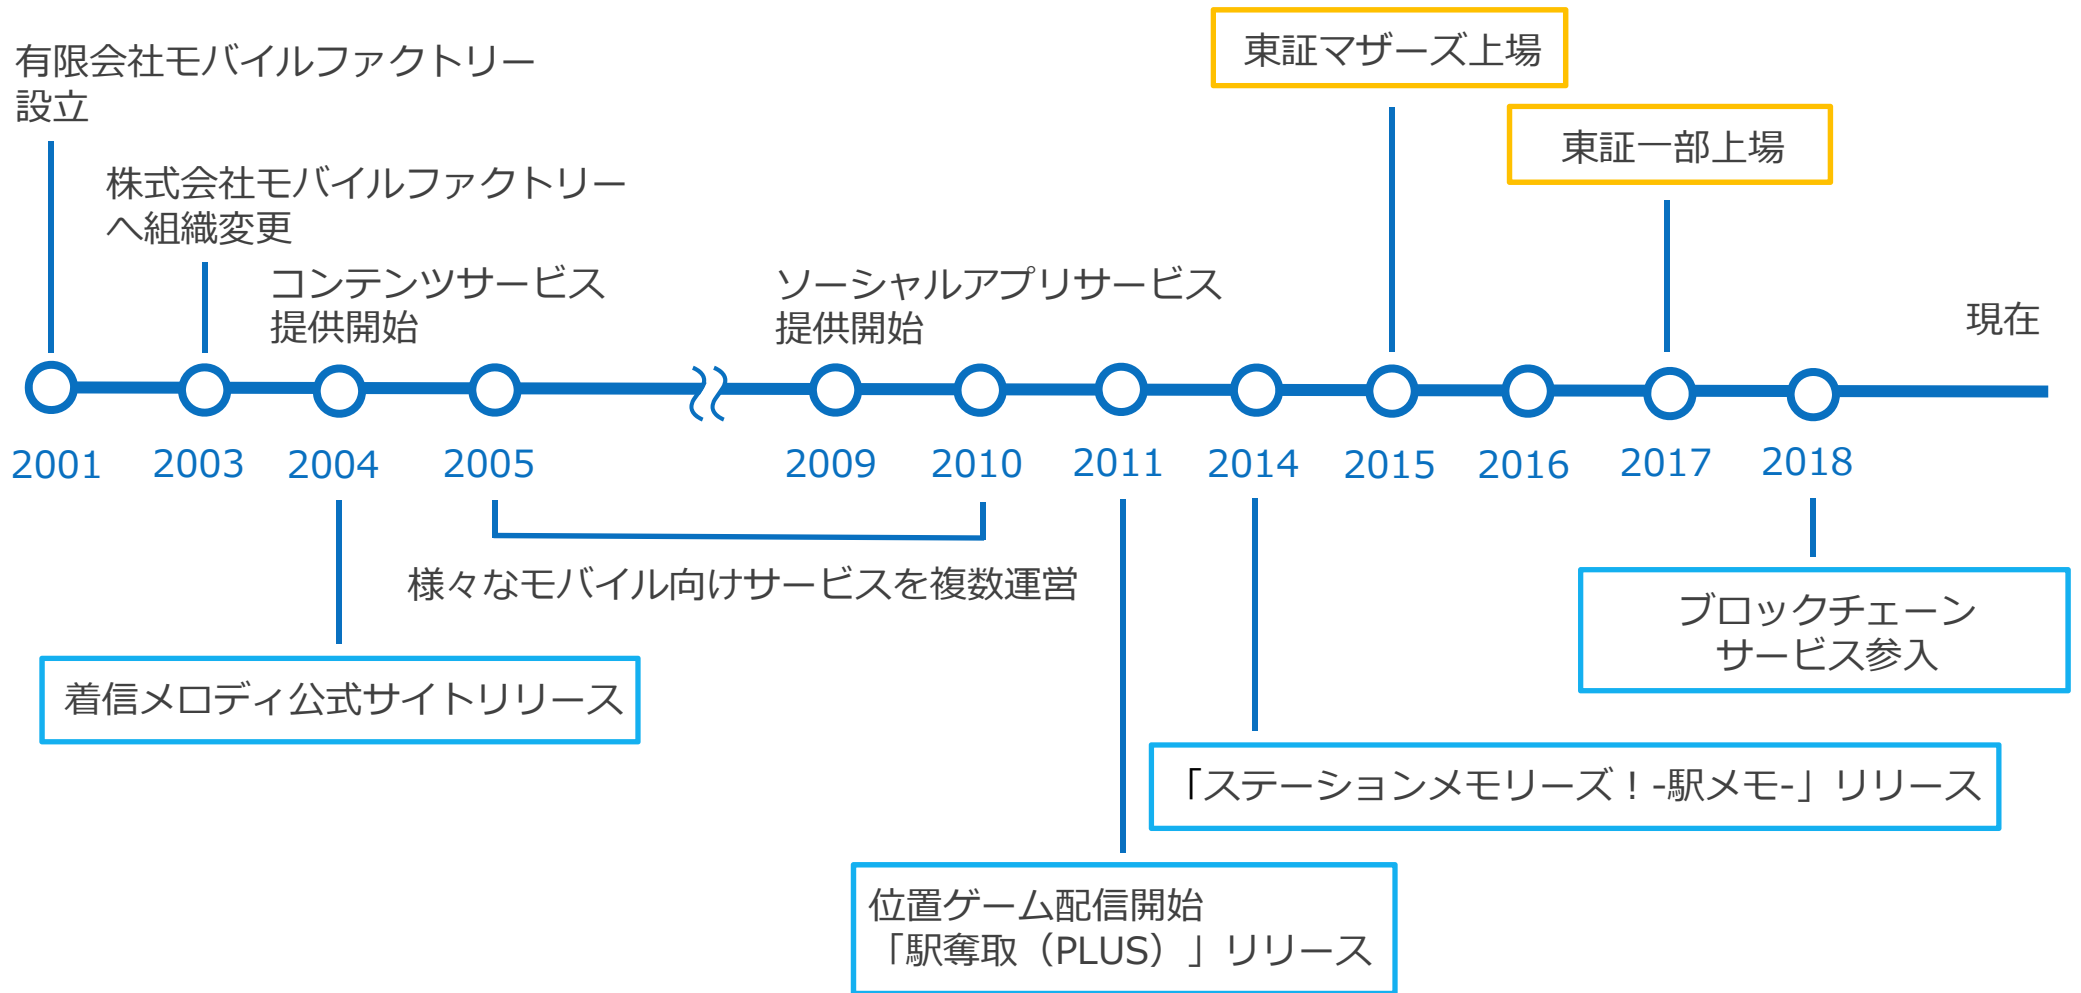 東証マザーズ上場
有限会社モバイルファクトリー
設立
東証一部上場
株式会社モバイルファクトリー
へ組織変更
コンテンツサービス
提供開始
ソーシャルアプリサービス
提供開始
現在
2001
2003
2004
2005
2009
2010
2011
2014
2015
2016
2017
2018
様々なモバイル向けサービスを複数運営
ブロックチェーン
サービス参入
着信メロディ公式サイトリリース
「ステーションメモリーズ！-駅メモ-」リリース
位置ゲーム配信開始
「駅奪取（PLUS）」リリース